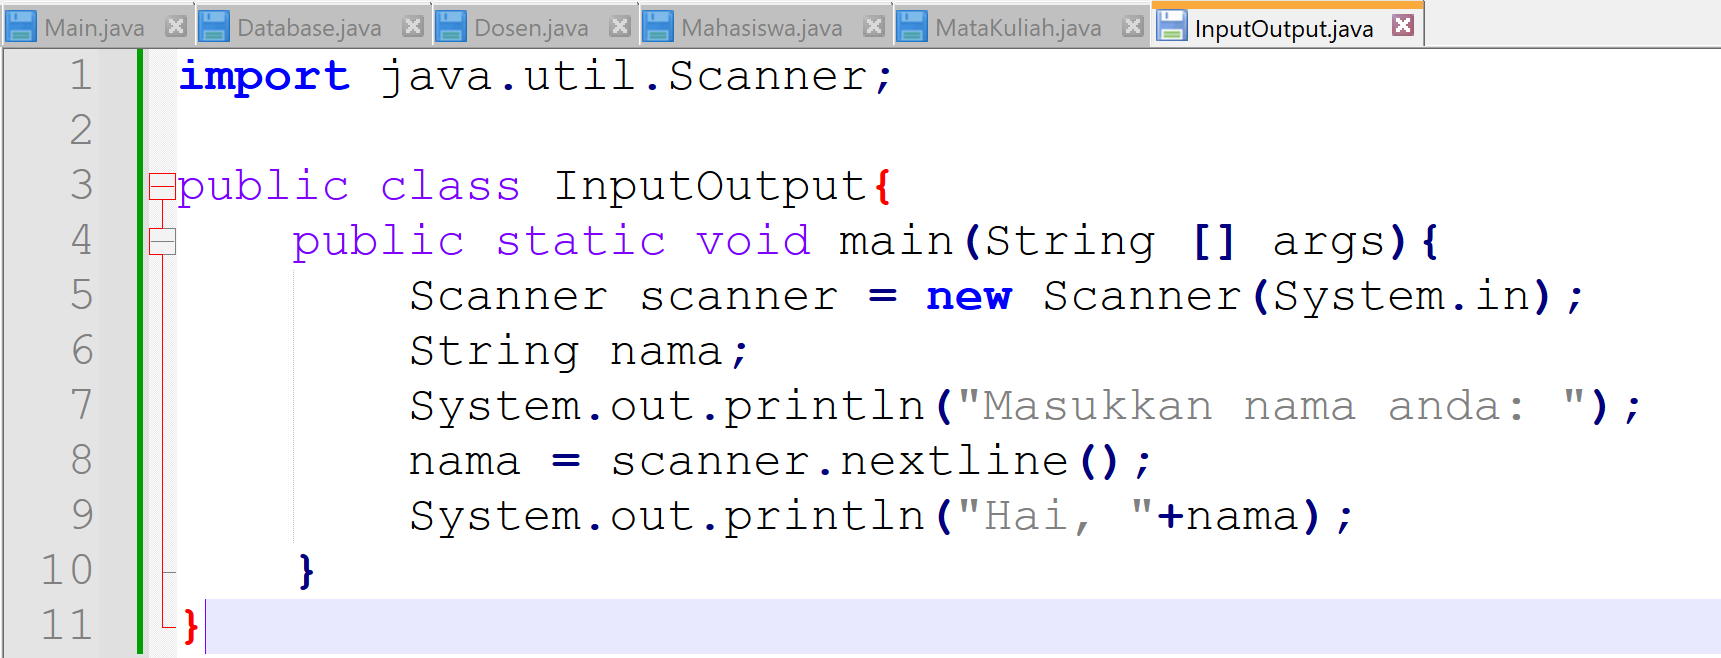 Main.java Database.java Dosen.java Mahasiswa.java MataKuliah.java InputOutput.java
1 import java.util.Scanner;
2
3 public class InputOutput{
4     public static void main(String [] args){
5         Scanner scanner = new Scanner(System.in);
6         String nama;
7         System.out.println("Masukkan nama anda: ");
8         nama = scanner.nextline();
9         System.out.println("Hai, "+nama);
10     }
11 }